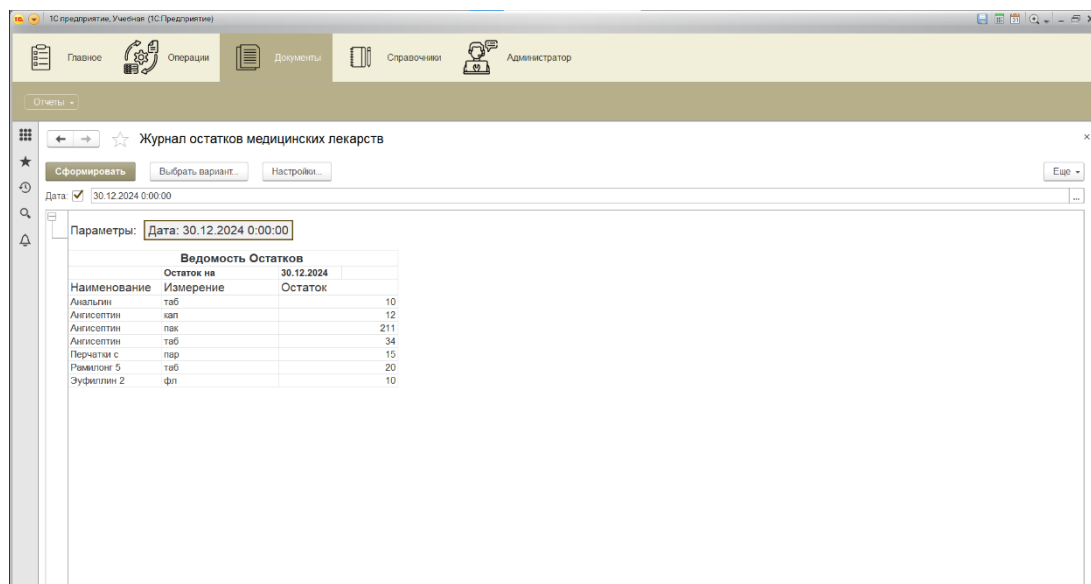 1С предприятие, Учебная (1С:Предприятие)
Главное
Операции
Документы
Справочники
Администратор
Отчеты
Журнал остатков медицинских лекарств
Сформировать
Выбрать вариант...
Настройки...
Еще
Дата: 30.12.2024 0:00:00
Параметры: Дата: 30.12.2024 0:00:00
Ведомость Остатков
Остаток на 30.12.2024
Наименование Измерение Остаток
Анальгин таб 10
Ангисептин кап 12
Ангисептин пак 211
Ангисептин таб 34
Перчатки с пар 15
Рамилонг 5 таб 20
Эуфиллин 2 фл 10